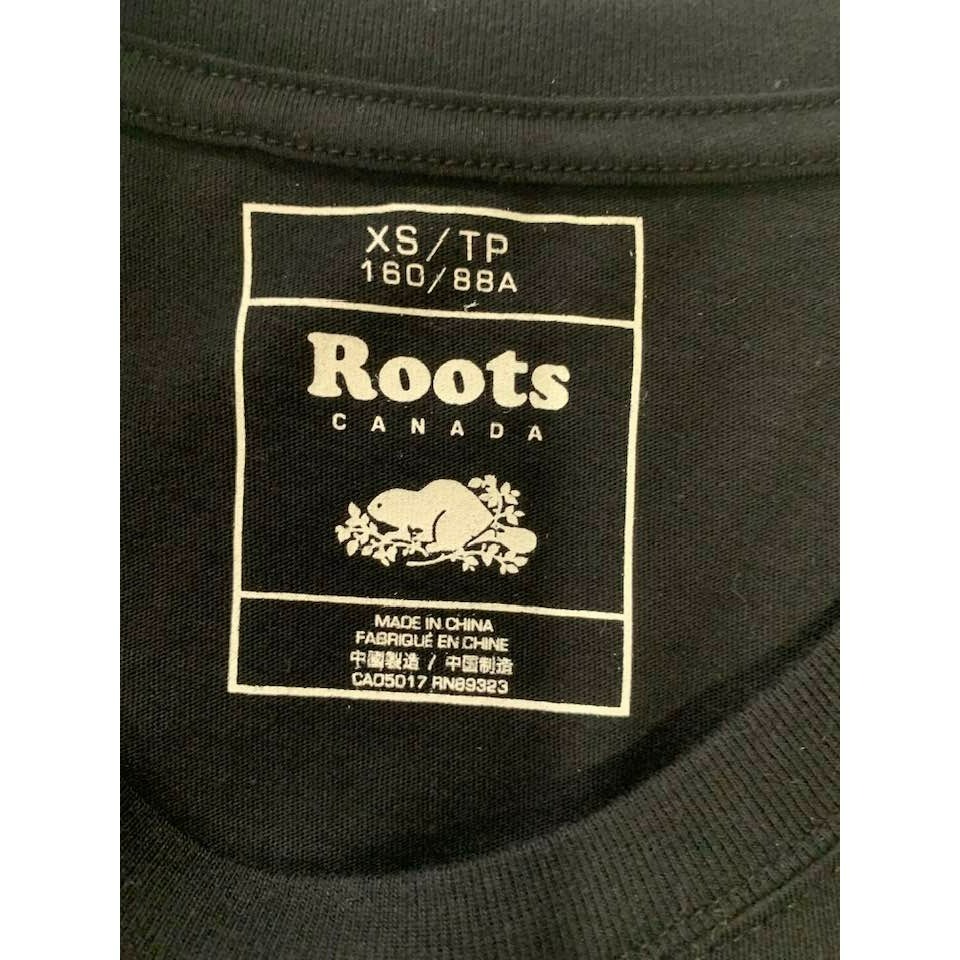 XS/TP
160/88A
Roots
CANADA
MADE IN CHINA
FABRIQUÉ EN CHINE
中國製造 / 中国制造
CA05017 RN89323